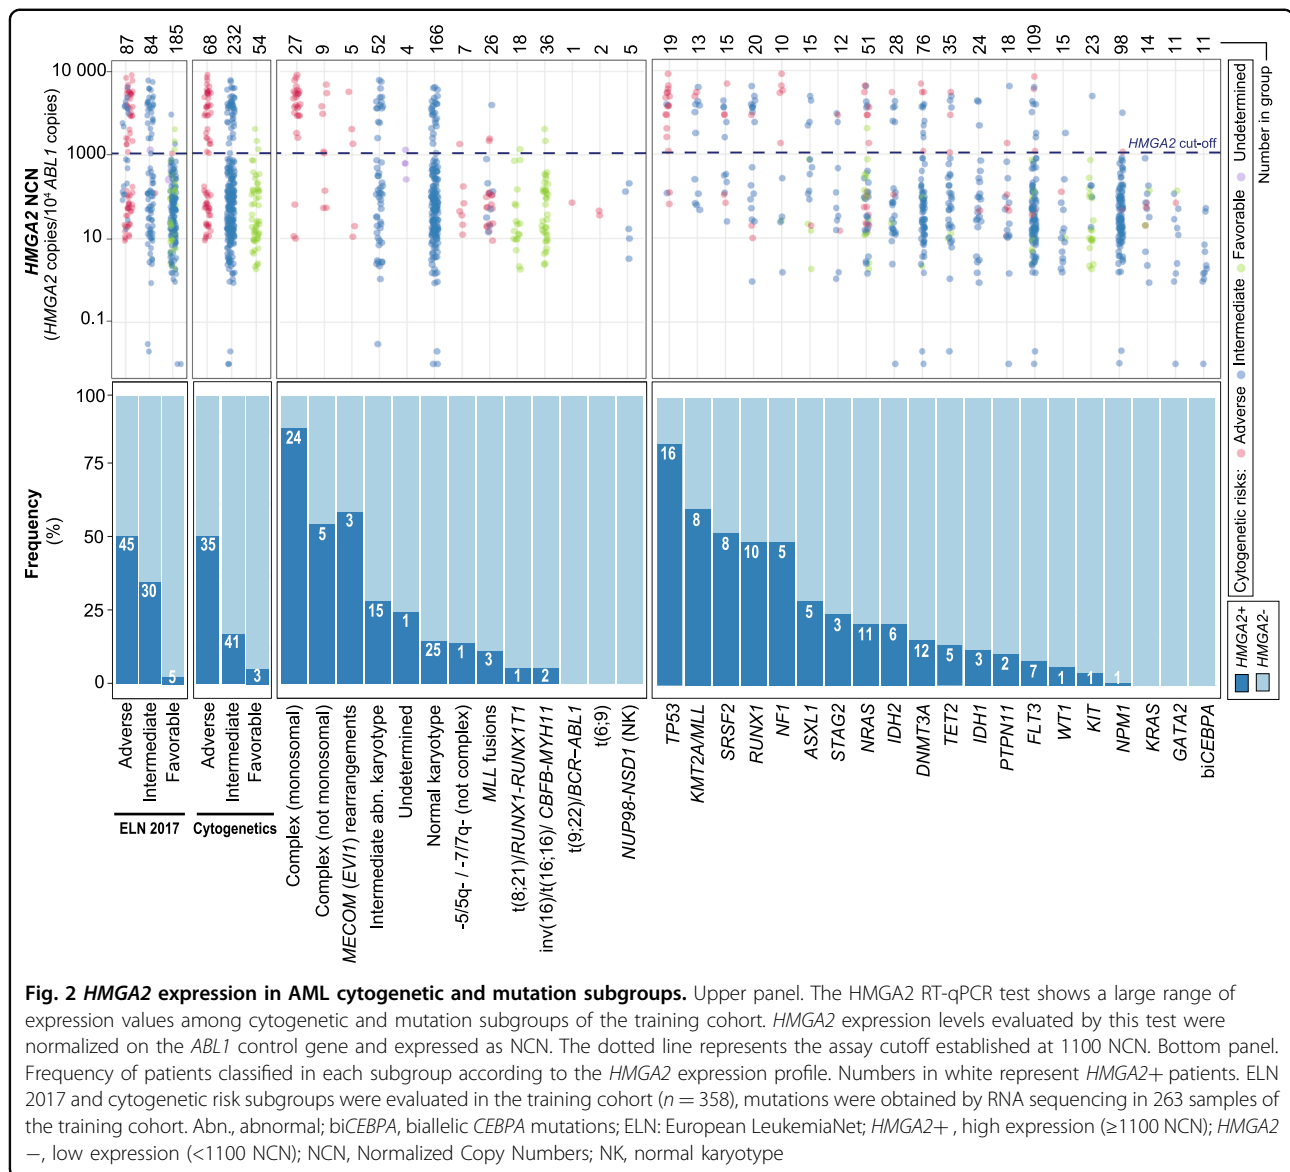 87 84 185 68 232 54 27 9 5 52 4 166 7 26 18 36 1 2 5 19 13 15 20 10 15 12 51 28 76 35 24 18 109 15 23 98 14 11 11
Number in group
HMGA2 NCN
(HMGA2 copies/10⁴ ABL1 copies)
10 000
1000
10
0.1
HMGA2 cut-off
Cytogenetic risks: Adverse Intermediate Favorable Undetermined
Frequency
(%)
100
75
50
25
0
45 30 5 35 41 3 24 5 3 15 1 25 1 3 1 2 16 8 8 10 5 5 3 11 6 12 5 3 2 7 1 1 1
HMGA2+
HMGA2-
Adverse
Intermediate
Favorable
ELN 2017
Adverse
Intermediate
Favorable
Cytogenetics
Complex (monosomal)
Complex (not monosomal)
MECOM (EVI1) rearrangements
Intermediate abn. karyotype
Undetermined
Normal karyotype
-5/5q- / -7/7q- (not complex)
MLL fusions
t(8;21)/RUNX1-RUNX1T1
inv(16)/t(16;16)/ CBFB-MYH11
t(9;22)/BCR–ABL1
t(6;9)
NUP98-NSD1 (NK)
TP53
KMT2A/MLL
SRSF2
RUNX1
NF1
ASXL1
STAG2
NRAS
IDH2
DNMT3A
TET2
IDH1
PTPN11
FLT3
WT1
KIT
NPM1
KRAS
GATA2
biCEBPA
Fig. 2 HMGA2 expression in AML cytogenetic and mutation subgroups. Upper panel. The HMGA2 RT-qPCR test shows a large range of
expression values among cytogenetic and mutation subgroups of the training cohort. HMGA2 expression levels evaluated by this test were
normalized on the ABL1 control gene and expressed as NCN. The dotted line represents the assay cutoff established at 1100 NCN. Bottom panel.
Frequency of patients classified in each subgroup according to the HMGA2 expression profile. Numbers in white represent HMGA2+ patients. ELN
2017 and cytogenetic risk subgroups were evaluated in the training cohort (n = 358), mutations were obtained by RNA sequencing in 263 samples of
the training cohort. Abn., abnormal; biCEBPA, biallelic CEBPA mutations; ELN: European LeukemiaNet; HMGA2+ , high expression (≥1100 NCN); HMGA2
−, low expression (<1100 NCN); NCN, Normalized Copy Numbers; NK, normal karyotype